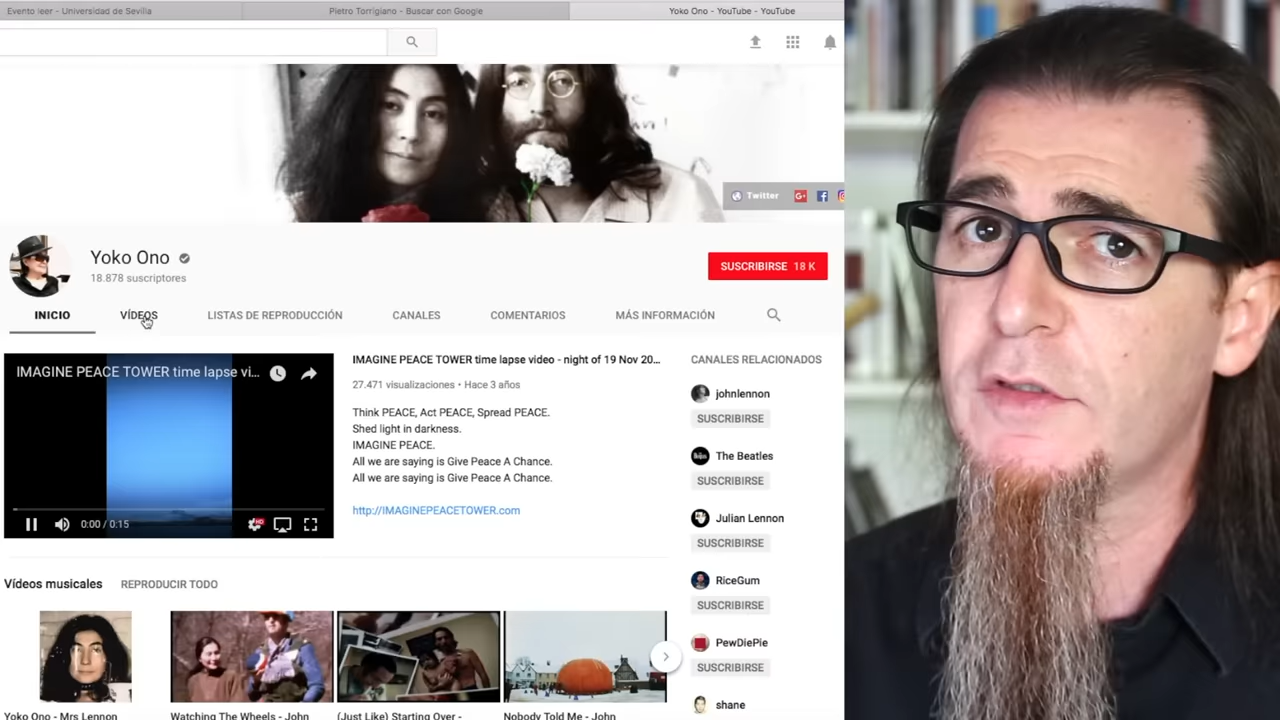 Evento leer - Universidad de Sevilla
Pietro Torrigiano - Buscar con Google
Yoko Ono - YouTube - YouTube
Twitter
G+
Yoko Ono
18.878 suscriptores
SUSCRIBIRSE 18 K
INICIO
VÍDEOS
LISTAS DE REPRODUCCIÓN
CANALES
COMENTARIOS
MÁS INFORMACIÓN
IMAGINE PEACE TOWER time lapse vi...
0:00 / 0:15
HD
IMAGINE PEACE TOWER time lapse video - night of 19 Nov 20...
27.471 visualizaciones • Hace 3 años
Think PEACE, Act PEACE, Spread PEACE.
Shed light in darkness.
IMAGINE PEACE.
All we are saying is Give Peace A Chance.
All we are saying is Give Peace A Chance.
http://IMAGINEPEACETOWER.com
CANALES RELACIONADOS
johnlennon
SUSCRIBIRSE
The Beatles
SUSCRIBIRSE
Julian Lennon
SUSCRIBIRSE
RiceGum
SUSCRIBIRSE
PewDiePie
SUSCRIBIRSE
shane
Vídeos musicales
REPRODUCIR TODO
Yoko Ono - Mrs Lennon
Watching The Wheels - John
(Just Like) Starting Over -
Nobody Told Me - John